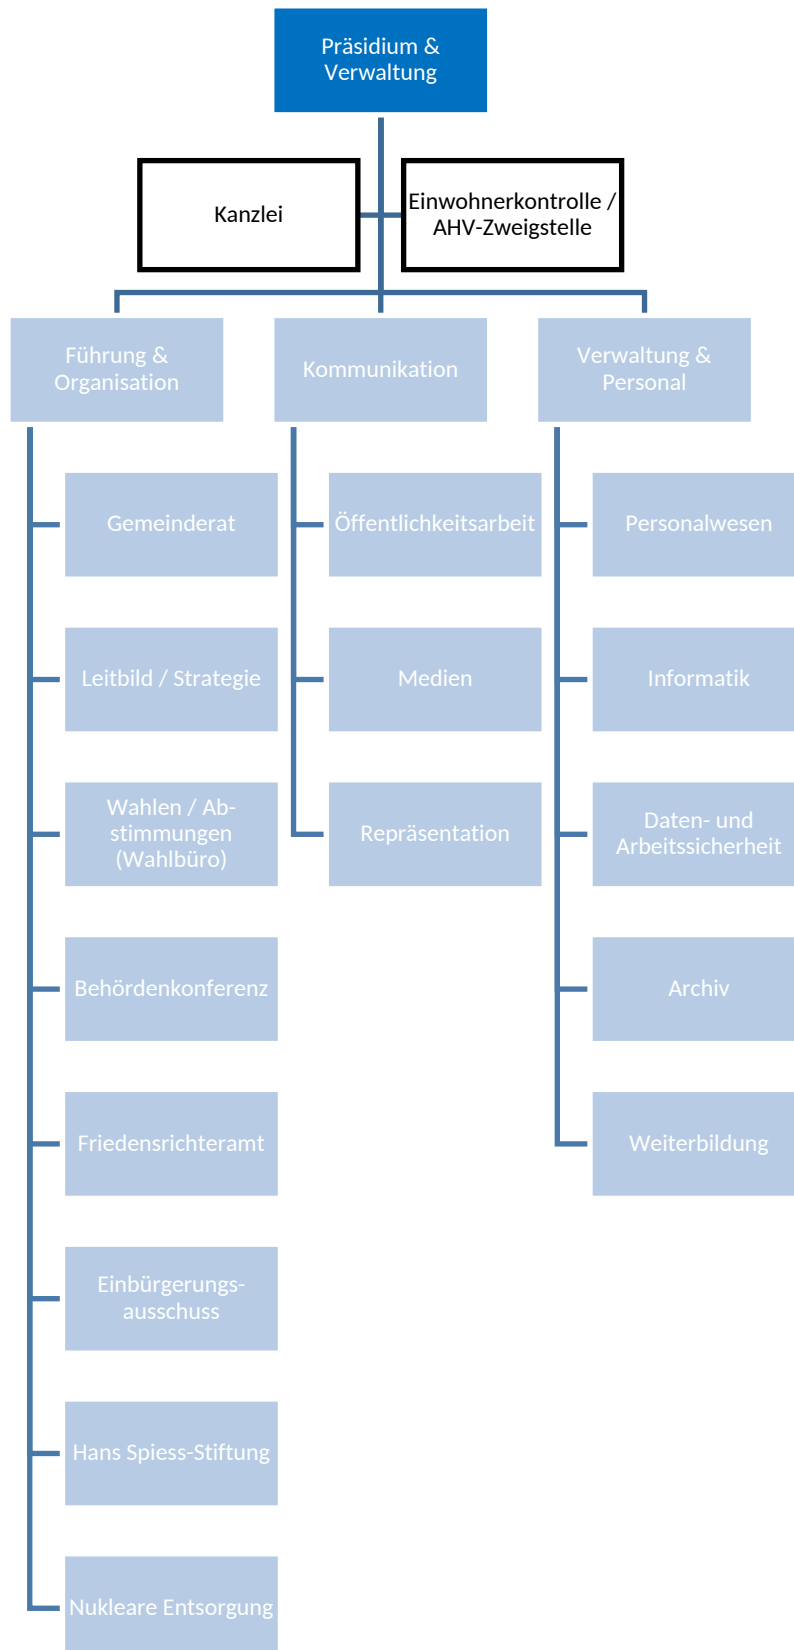 Präsidium &
Verwaltung
Kanzlei
Einwohnerkontrolle /
AHV-Zweigstelle
Führung &
Organisation
Kommunikation
Verwaltung &
Personal
Gemeinderat
Öffentlichkeitsarbeit
Personalwesen
Leitbild / Strategie
Medien
Informatik
Wahlen / Ab-
stimmungen
(Wahlbüro)
Repräsentation
Daten- und
Arbeitssicherheit
Behördenkonferenz
Archiv
Friedensrichteramt
Weiterbildung
Einbürgerungs-
ausschuss
Hans Spiess-Stiftung
Nukleare Entsorgung